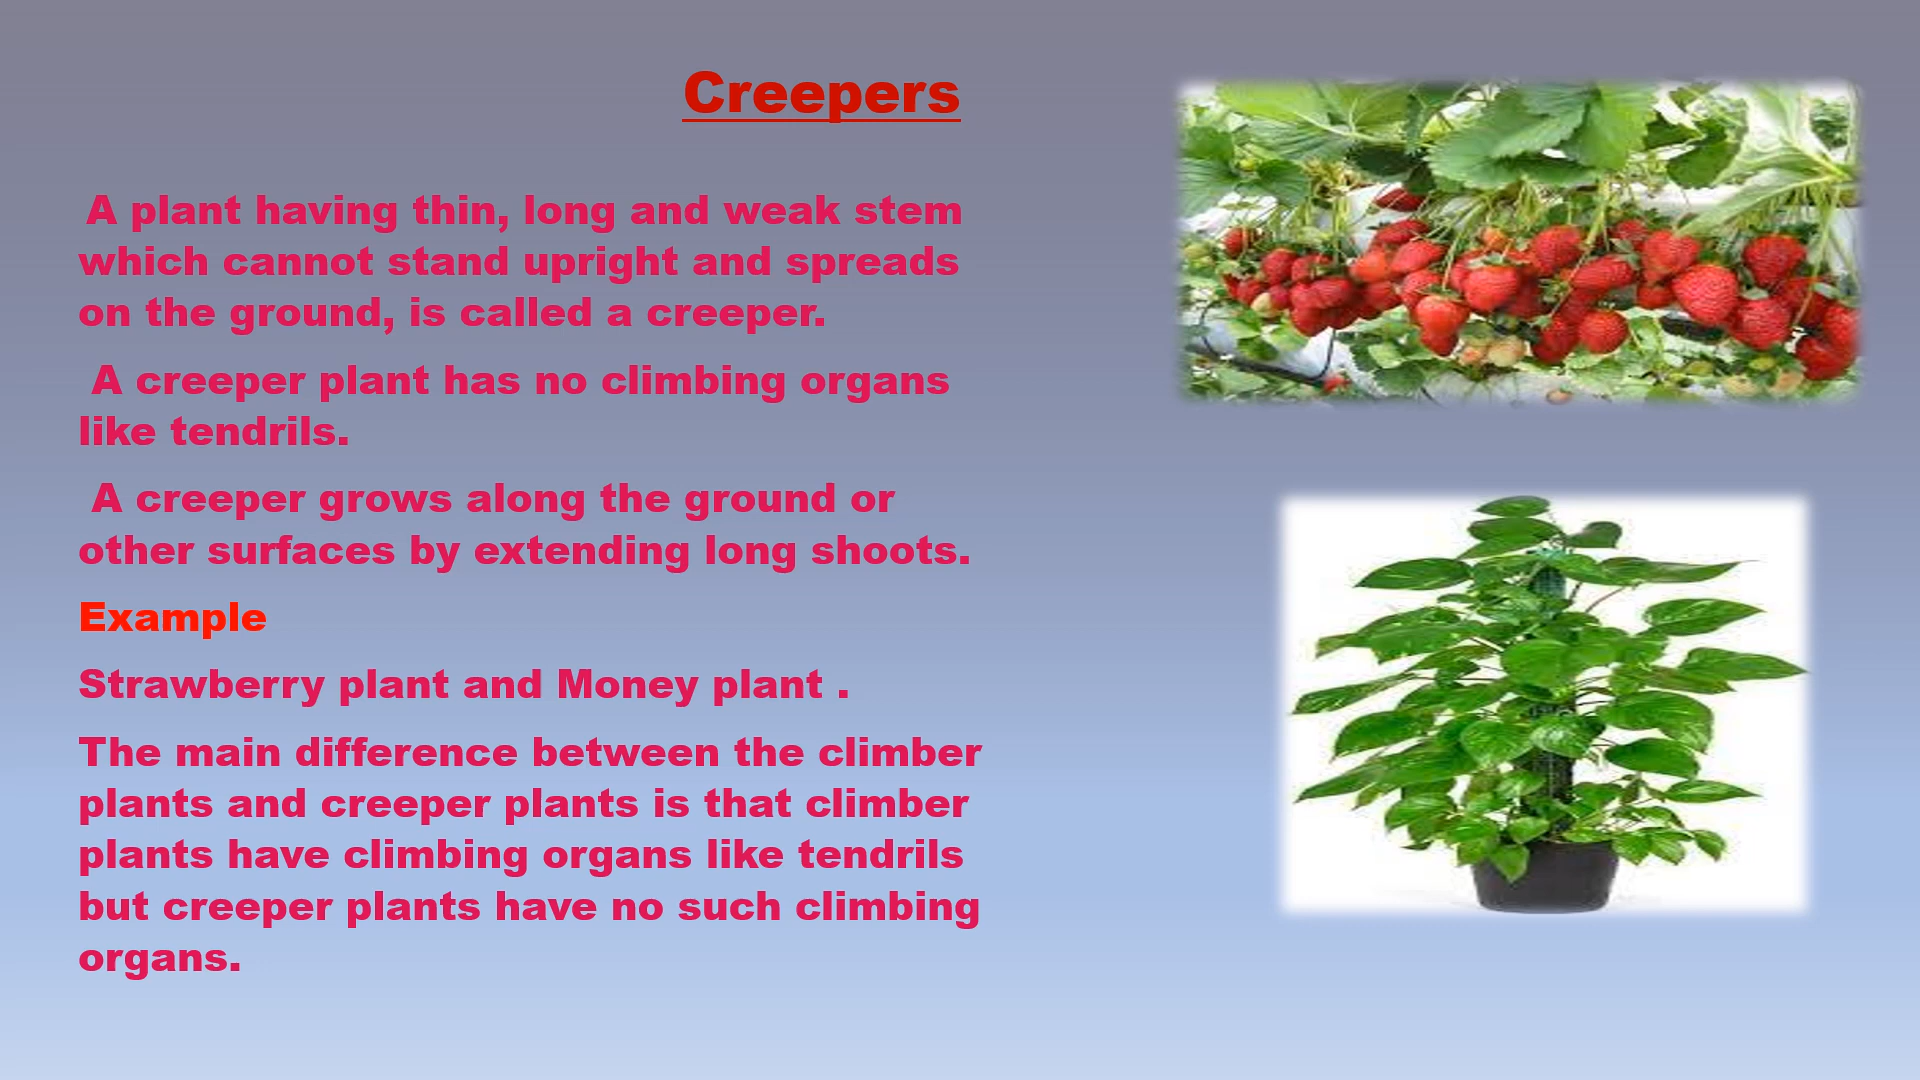 Creepers
A plant having thin, long and weak stem
which cannot stand upright and spreads
on the ground, is called a creeper.
A creeper plant has no climbing organs
like tendrils.
A creeper grows along the ground or
other surfaces by extending long shoots.
Example
Strawberry plant and Money plant .
The main difference between the climber
plants and creeper plants is that climber
plants have climbing organs like tendrils
but creeper plants have no such climbing
organs.